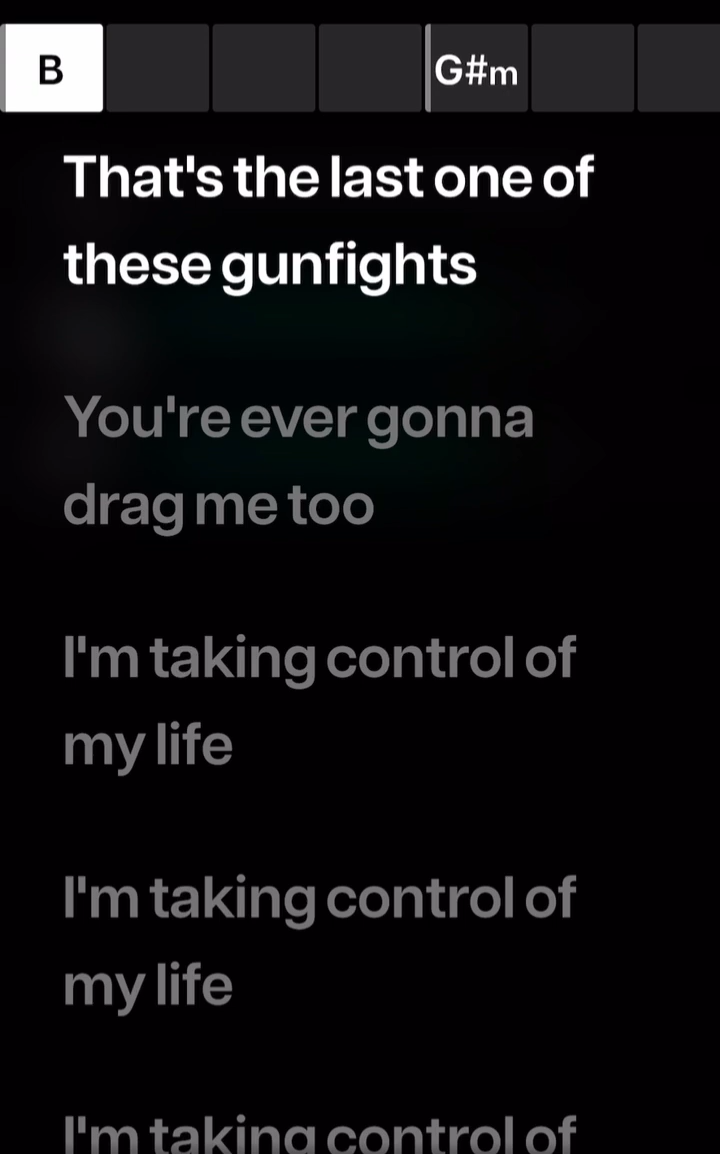 B G#m
That's the last one of
these gunfights
You're ever gonna
drag me too
I'm taking control of
my life
I'm taking control of
my life
I'm taking control of